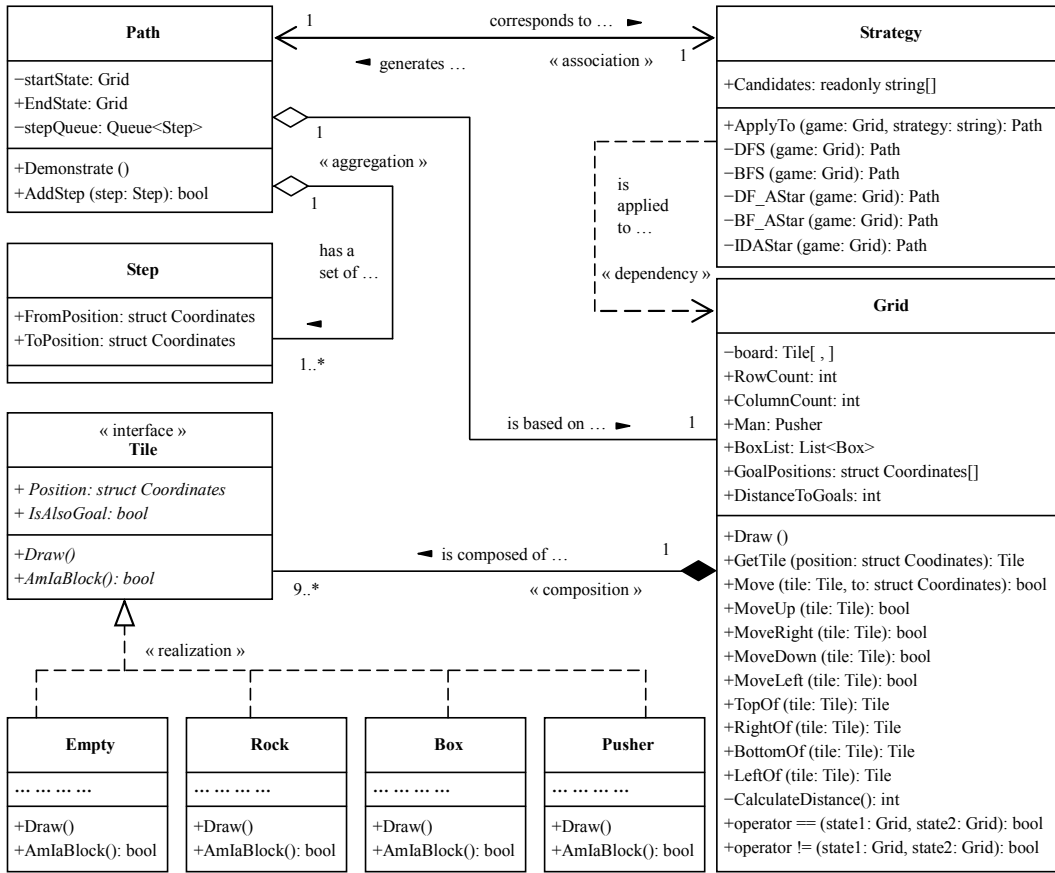 Path
−startState: Grid
+EndState: Grid
−stepQueue: Queue<Step>
+Demonstrate ()
+AddStep (step: Step): bool
1
corresponds to …
generates …
« association »
1
Strategy
+Candidates: readonly string[]
+ApplyTo (game: Grid, strategy: string): Path
−DFS (game: Grid): Path
−BFS (game: Grid): Path
−DF_AStar (game: Grid): Path
−BF_AStar (game: Grid): Path
−IDAStar (game: Grid): Path
1
« aggregation »
1
has a
set of …
1..*
is
applied
to …
« dependency »
Step
+FromPosition: struct Coordinates
+ToPosition: struct Coordinates
is based on …
1
Grid
−board: Tile[ , ]
+RowCount: int
+ColumnCount: int
+Man: Pusher
+BoxList: List<Box>
+GoalPositions: struct Coordinates[]
+DistanceToGoals: int
+Draw ()
+GetTile (position: struct Coodinates): Tile
+Move (tile: Tile, to: struct Coordinates): bool
+MoveUp (tile: Tile): bool
+MoveRight (tile: Tile): bool
+MoveDown (tile: Tile): bool
+MoveLeft (tile: Tile): bool
+TopOf (tile: Tile): Tile
+RightOf (tile: Tile): Tile
+BottomOf (tile: Tile): Tile
+LeftOf (tile: Tile): Tile
−CalculateDistance(): int
+operator == (state1: Grid, state2: Grid): bool
+operator != (state1: Grid, state2: Grid): bool
« interface »
Tile
+ Position: struct Coordinates
+ IsAlsoGoal: bool
+Draw()
+AmIaBlock(): bool
is composed of …
1
9..*
« composition »
« realization »
Empty
… … … …
+Draw()
+AmIaBlock(): bool
Rock
… … … …
+Draw()
+AmIaBlock(): bool
Box
… … … …
+Draw()
+AmIaBlock(): bool
Pusher
… … … …
+Draw()
+AmIaBlock(): bool